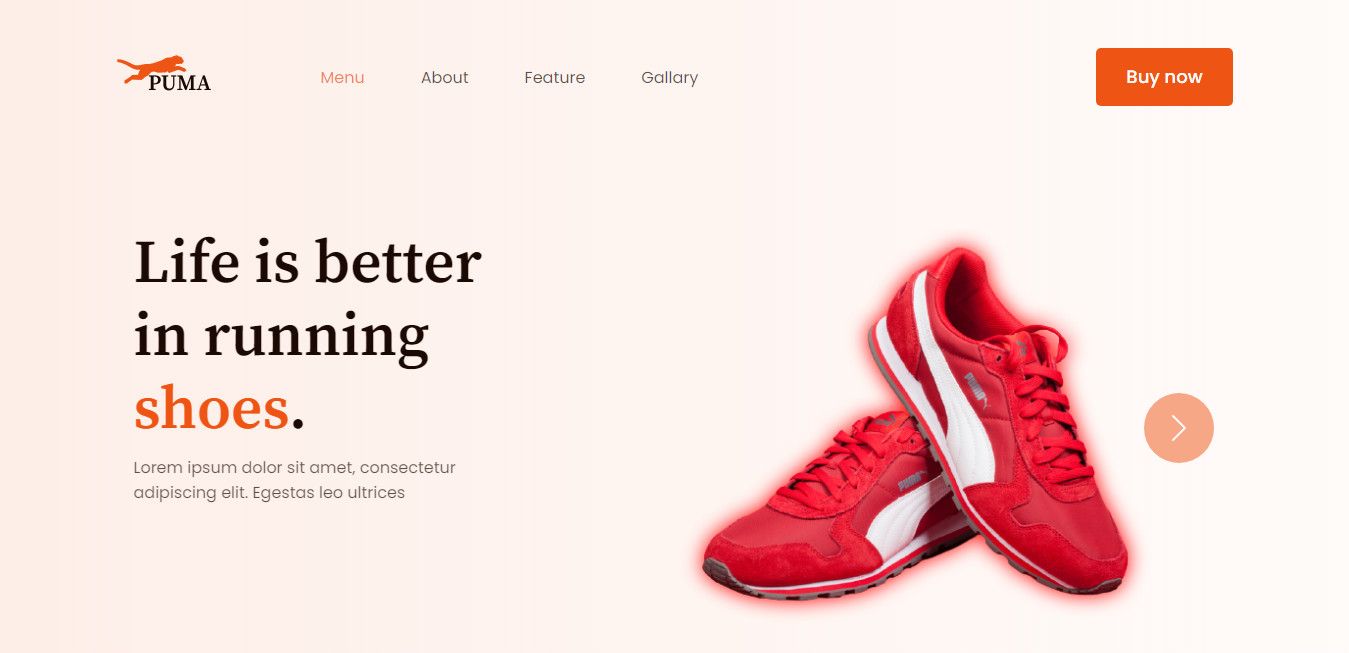 PUMA
Menu
About
Feature
Gallary
Buy now
Life is better
in running
shoes.
Lorem ipsum dolor sit amet, consectetur
adipiscing elit. Egestas leo ultrices
PUMA
PUMA